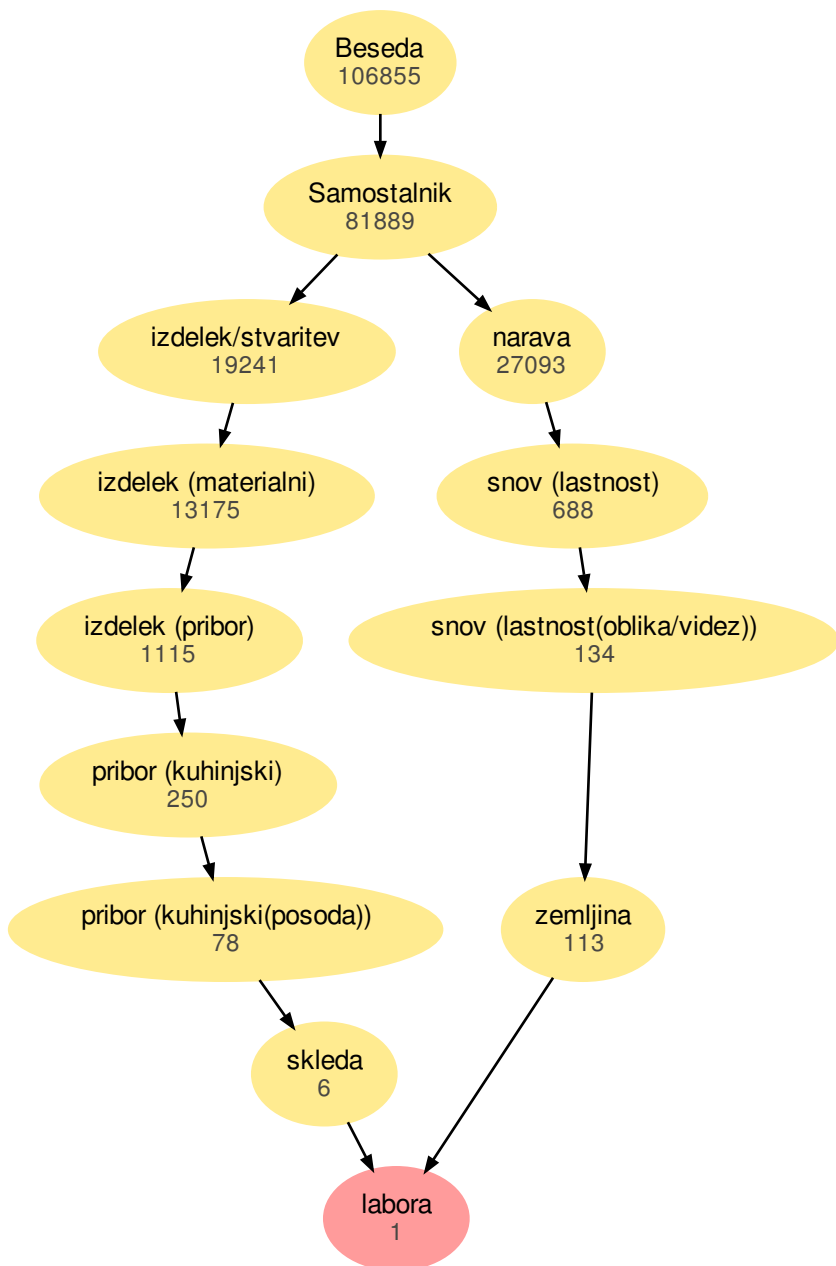 Beseda
106855
Samostalnik
81889
izdelek/stvaritev
19241
narava
27093
izdelek (materialni)
13175
snov (lastnost)
688
izdelek (pribor)
1115
snov (lastnost(oblika/videz))
134
pribor (kuhinjski)
250
pribor (kuhinjski(posoda))
78
zemljina
113
skleda
6
labora
1